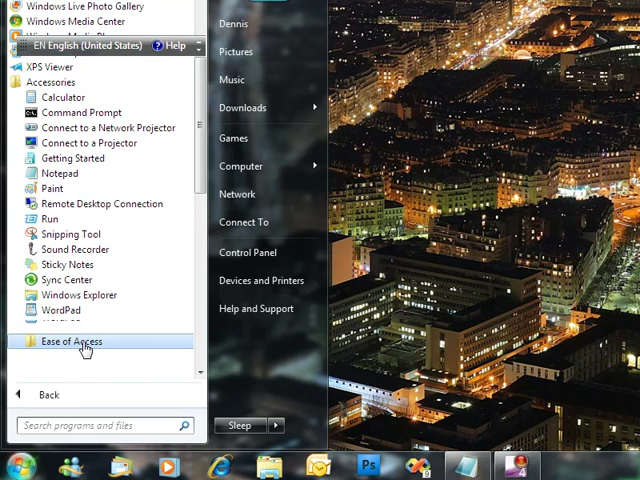 Windows Live Photo Gallery
Windows Media Center
EN English (United States)
Help
XPS Viewer
Accessories
Calculator
Command Prompt
Connect to a Network Projector
Connect to a Projector
Getting Started
Notepad
Paint
Remote Desktop Connection
Run
Snipping Tool
Sound Recorder
Sticky Notes
Sync Center
Windows Explorer
WordPad
Ease of Access
Back
Search programs and files
Dennis
Pictures
Music
Downloads
Games
Computer
Network
Connect To
Control Panel
Devices and Printers
Help and Support
Sleep
Ps
9
4